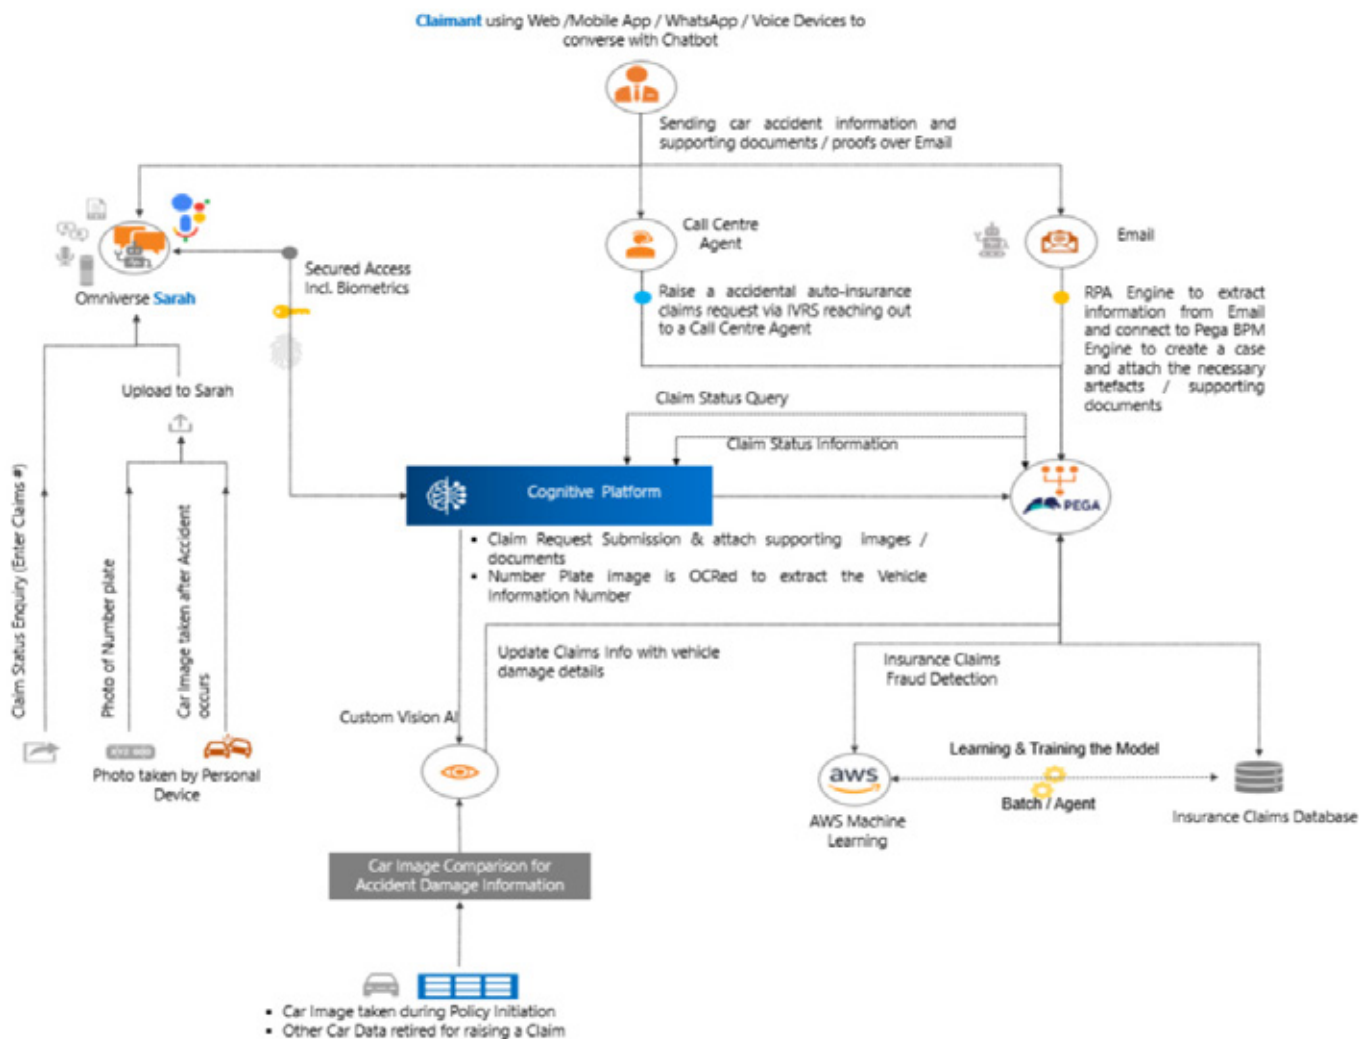 Claimant using Web /Mobile App / WhatsApp / Voice Devices to
converse with Chatbot
Sending car accident information and
supporting documents / proofs over Email
Call Centre
Agent
Email
Secured Access
Incl. Biometrics
Omniverse Sarah
Raise a accidental auto-insurance
claims request via IVRS reaching out
to a Call Centre Agent
RPA Engine to extract
information from Email
and connect to Pega BPM
Engine to create a case
and attach the necessary
artefacts / supporting
documents
Upload to Sarah
Claim Status Query
Claim Status Information
Cognitive Platform
PEGA
Claim Status Enquiry (Enter Claims #)
Photo of Number plate
Car Image taken after Accident
occurs
▪ Claim Request Submission & attach supporting images /
documents
▪ Number Plate image is OCRed to extract the Vehicle
Information Number
Update Claims Info with vehicle
damage details
Insurance Claims
Fraud Detection
Custom Vision AI
Photo taken by Personal
Device
aws
Learning & Training the Model
Batch / Agent
AWS Machine
Learning
Insurance Claims Database
Car Image Comparison for
Accident Damage Information
▪ Car Image taken during Policy Initiation
▪ Other Car Data retired for raising a Claim